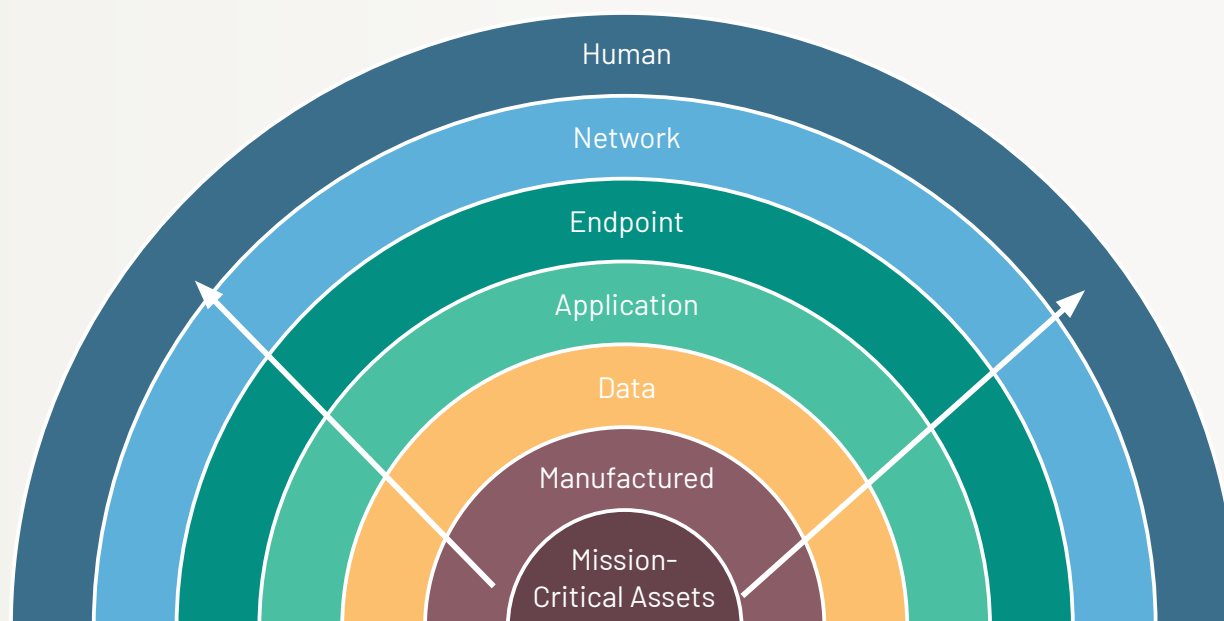 Human
Network
Endpoint
Application
Data
Manufactured
Mission-
Critical Assets